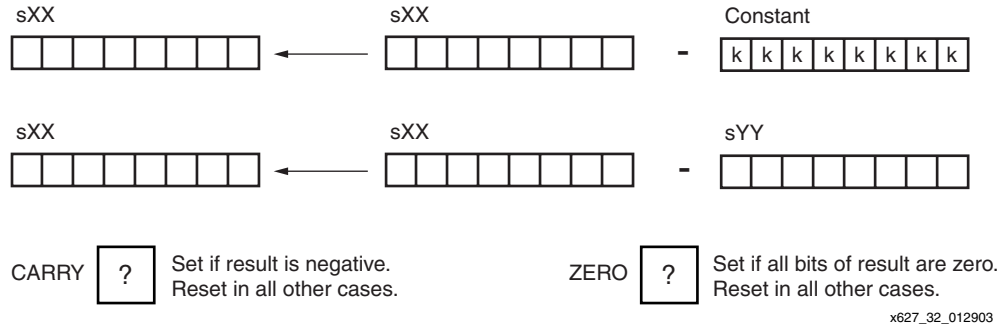 sXX sXX Constant
- k k k k k k k k
sXX sXX sYY
-
CARRY ? Set if result is negative. ZERO ? Set if all bits of result are zero.
Reset in all other cases. Reset in all other cases.
x627_32_012903